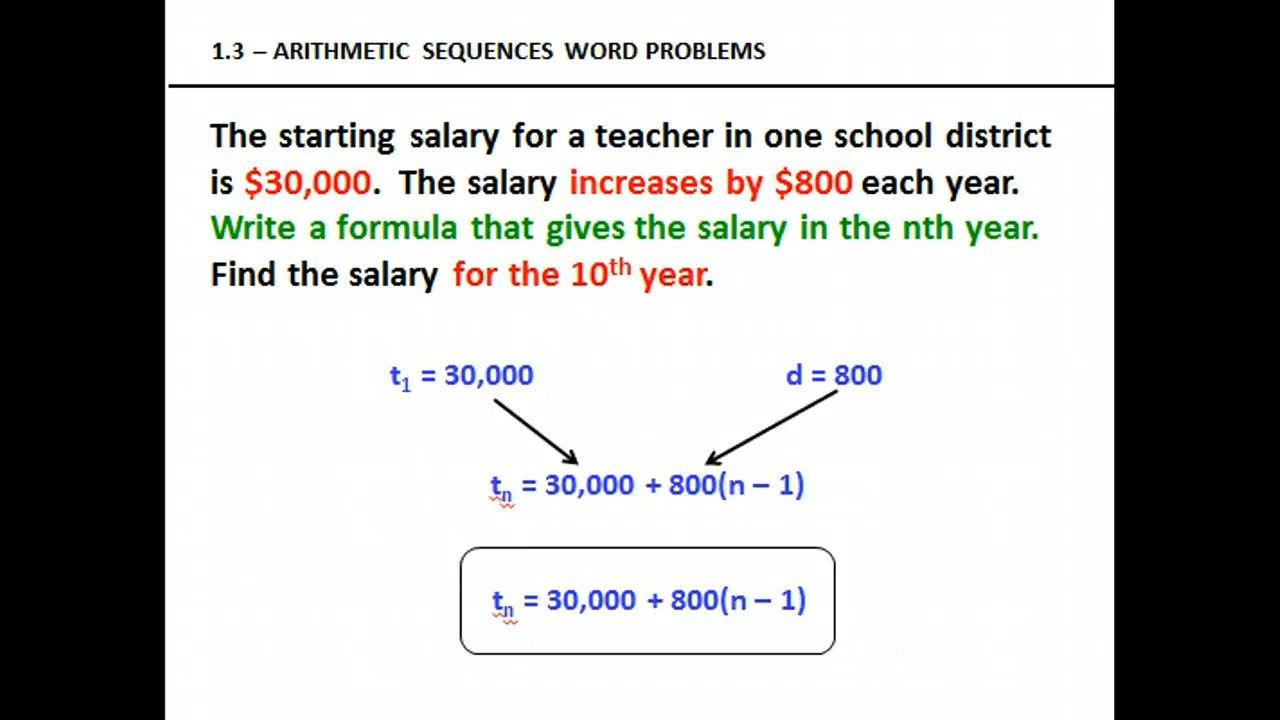 1.3 – ARITHMETIC SEQUENCES WORD PROBLEMS
The starting salary for a teacher in one school district
is $30,000. The salary increases by $800 each year.
Write a formula that gives the salary in the nth year.
Find the salary for the 10th year.
t1 = 30,000 d = 800
tn = 30,000 + 800(n – 1)
tn = 30,000 + 800(n – 1)